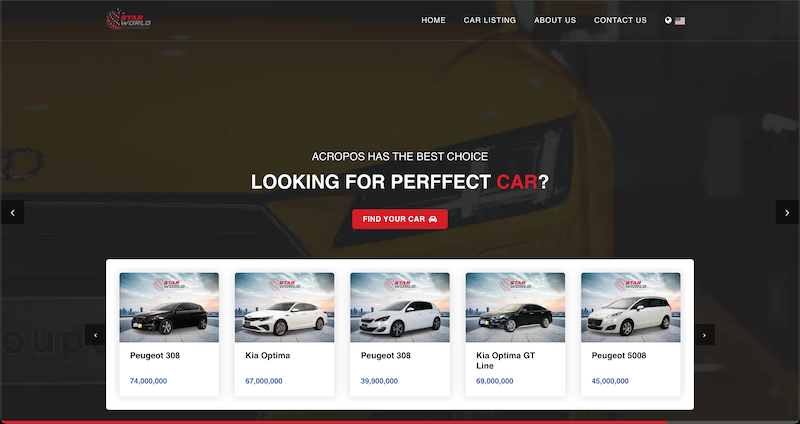 STAR
WORLD
HOME
CAR LISTING
ABOUT US
CONTACT US
ACROPOS HAS THE BEST CHOICE
LOOKING FOR PERFFECT CAR?
FIND YOUR CAR
STAR
WORLD
STAR
WORLD
STAR
WORLD
STAR
WORLD
STAR
WORLD
Peugeot 308
Kia Optima
Peugeot 308
Kia Optima GT
Line
Peugeot 5008
74,000,000
67,000,000
39,900,000
69,000,000
45,000,000